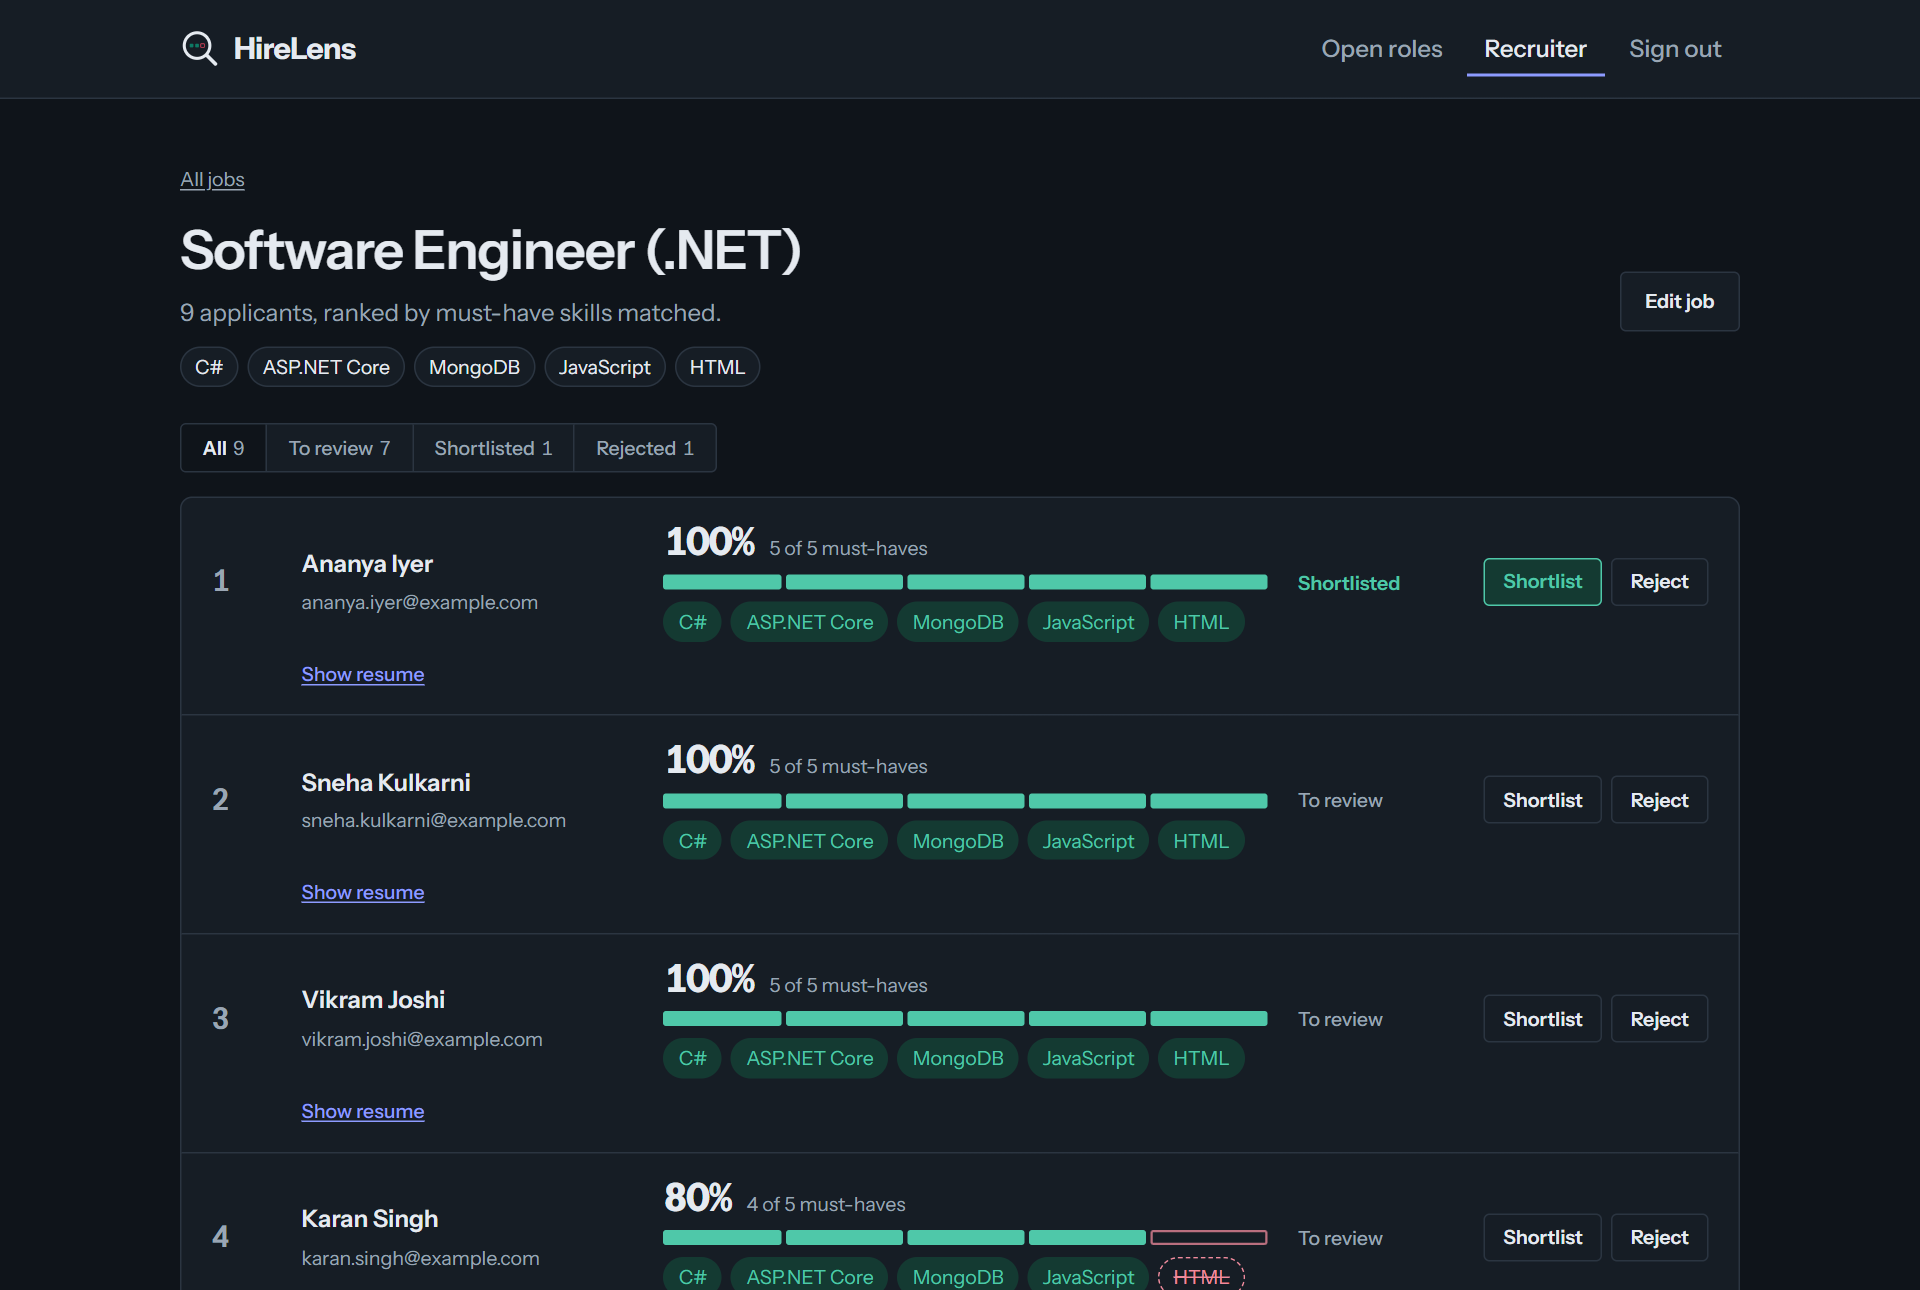 HireLens
Open roles Recruiter Sign out
All jobs
Software Engineer (.NET)
9 applicants, ranked by must-have skills matched.
Edit job
C# ASP.NET Core MongoDB JavaScript HTML
All 9 To review 7 Shortlisted 1 Rejected 1
1
Ananya Iyer
ananya.iyer@example.com
Show resume
100% 5 of 5 must-haves
C# ASP.NET Core MongoDB JavaScript HTML
Shortlisted
Shortlist Reject
2
Sneha Kulkarni
sneha.kulkarni@example.com
Show resume
100% 5 of 5 must-haves
C# ASP.NET Core MongoDB JavaScript HTML
To review
Shortlist Reject
3
Vikram Joshi
vikram.joshi@example.com
Show resume
100% 5 of 5 must-haves
C# ASP.NET Core MongoDB JavaScript HTML
To review
Shortlist Reject
4
Karan Singh
karan.singh@example.com
80% 4 of 5 must-haves
C# ASP.NET Core MongoDB JavaScript HTML
To review
Shortlist Reject